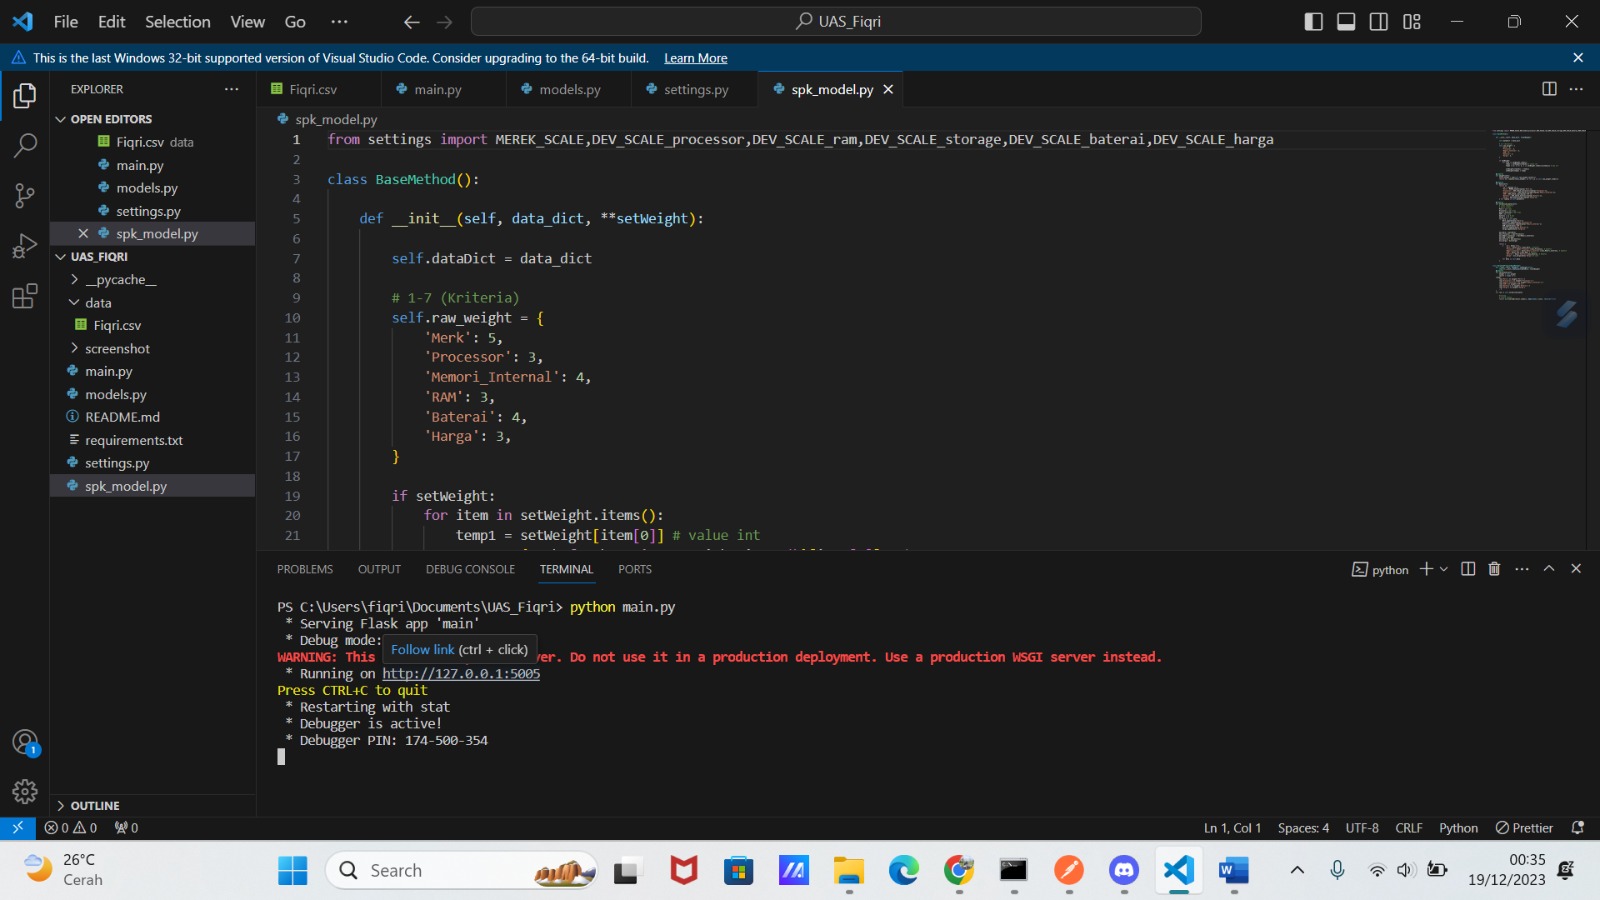 File Edit Selection View Go ··· UAS_Fiqri
This is the last Windows 32-bit supported version of Visual Studio Code. Consider upgrading to the 64-bit build. Learn More
EXPLORER
OPEN EDITORS
Fiqri.csv data
main.py
models.py
settings.py
spk_model.py
UAS_FIQRI
__pycache__
data
Fiqri.csv
screenshot
main.py
models.py
README.md
requirements.txt
settings.py
spk_model.py
OUTLINE
Fiqri.csv main.py models.py settings.py spk_model.py
spk_model.py
1 from settings import MEREK_SCALE,DEV_SCALE_processor,DEV_SCALE_ram,DEV_SCALE_storage,DEV_SCALE_baterai,DEV_SCALE_harga
2
3 class BaseMethod():
4
5 def __init__(self, data_dict, **setWeight):
6
7 self.dataDict = data_dict
8
9 # 1-7 (Kriteria)
10 self.raw_weight = {
11 'Merk': 5,
12 'Processor': 3,
13 'Memori_Internal': 4,
14 'RAM': 3,
15 'Baterai': 4,
16 'Harga': 3,
17 }
18
19 if setWeight:
20 for item in setWeight.items():
21 temp1 = setWeight[item[0]] # value int
PROBLEMS OUTPUT DEBUG CONSOLE TERMINAL PORTS python
PS C:\Users\fiqri\Documents\UAS_Fiqri> python main.py
* Serving Flask app 'main'
* Debug mode:
Follow link (ctrl + click)
WARNING: This ver. Do not use it in a production deployment. Use a production WSGI server instead.
* Running on http://127.0.0.1:5005
Press CTRL+C to quit
* Restarting with stat
* Debugger is active!
* Debugger PIN: 174-500-354
1
0 0 0 Ln 1, Col 1 Spaces: 4 UTF-8 CRLF Python Prettier
26°C
Cerah
Search
00:35
19/12/2023